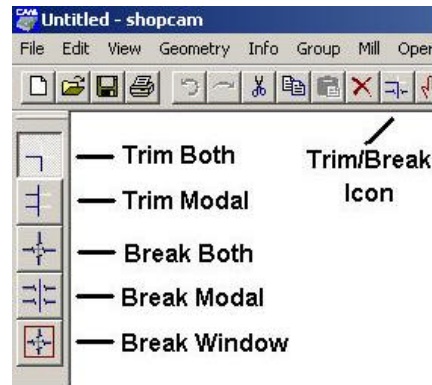 CAM Untitled - shopcam
File Edit View Geometry Info Group Mill Oper
Trim Both
Trim/Break
Icon
Trim Modal
Break Both
Break Modal
Break Window